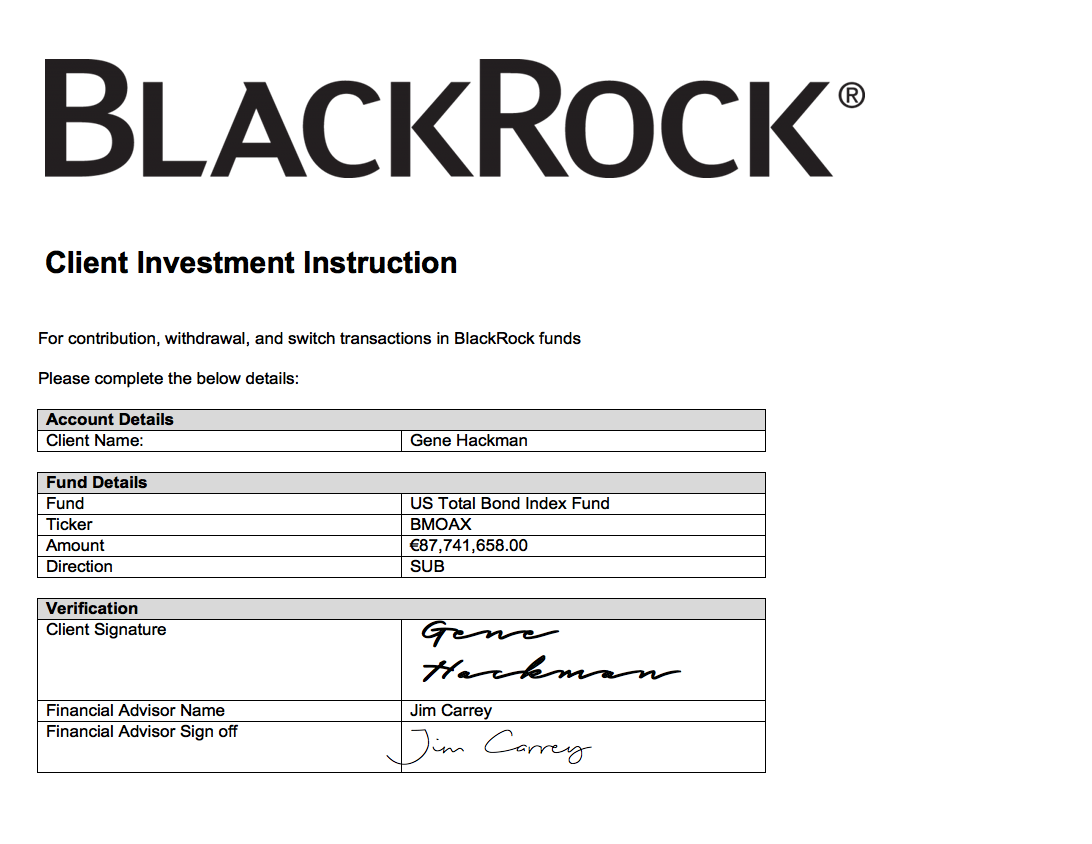 BLACKROCK®
Client Investment Instruction
For contribution, withdrawal, and switch transactions in BlackRock funds
Please complete the below details:
Account Details
Client Name: Gene Hackman
Fund Details
Fund US Total Bond Index Fund
Ticker BMOAX
Amount €87,741,658.00
Direction SUB
Verification
Client Signature Gene
Hackman
Financial Advisor Name Jim Carrey
Financial Advisor Sign off Jim Carrey